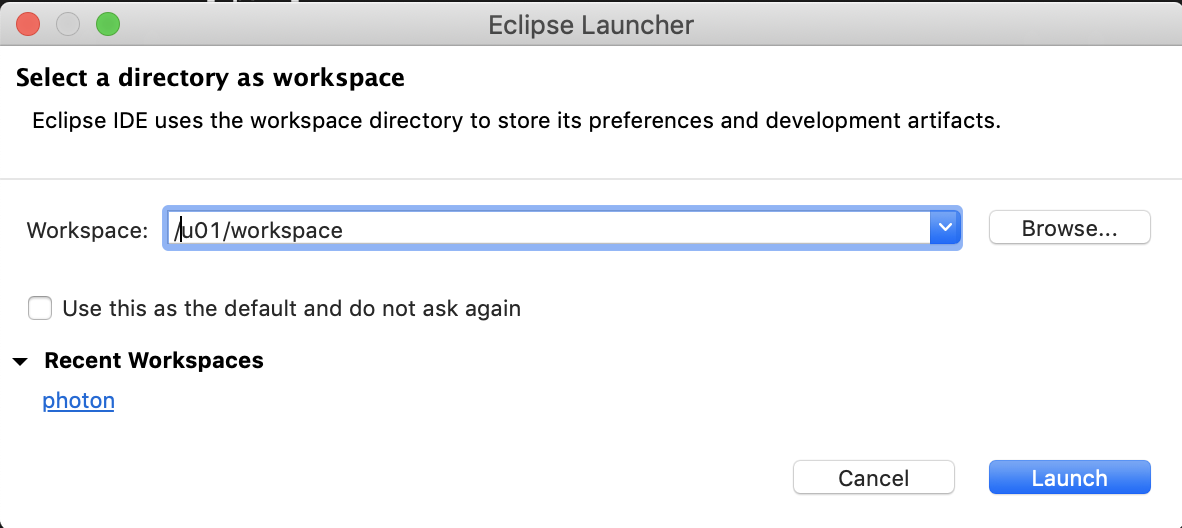 Eclipse Launcher
Select a directory as workspace
Eclipse IDE uses the workspace directory to store its preferences and development artifacts.
Workspace: /u01/workspace Browse...
Use this as the default and do not ask again
Recent Workspaces
photon
Cancel Launch